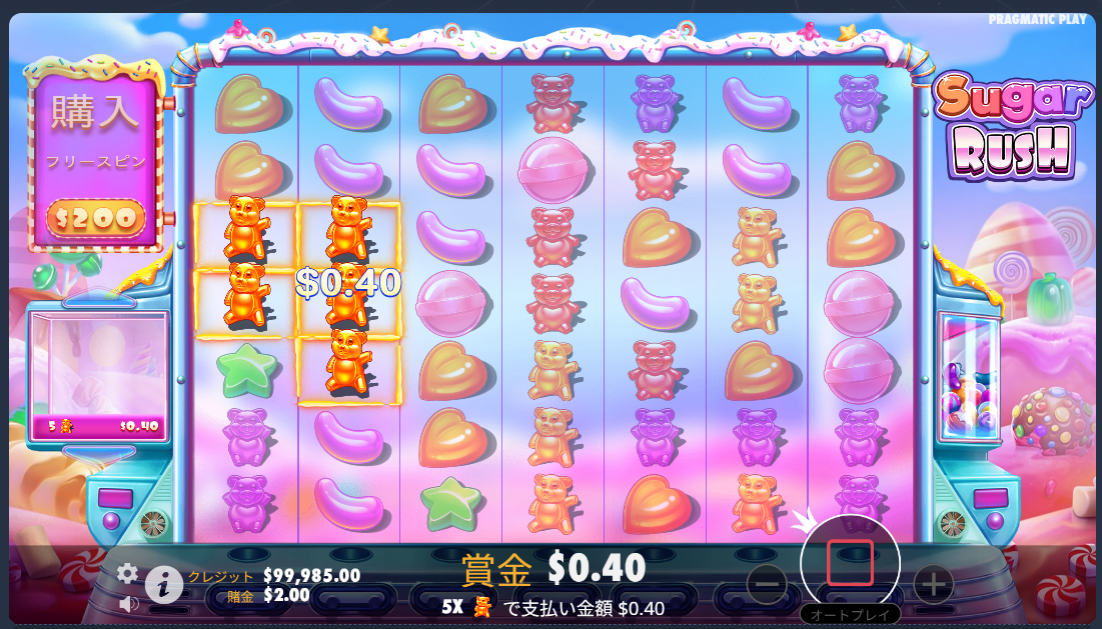 PRAGMATIC PLAY
購入
フリースピン
$200
Sugar
RUSH
$0.40
5 $0.40
クレジット $99,985.00
賭金 $2.00
賞金 $0.40
5X で支払い金額 $0.40
オートプレイ